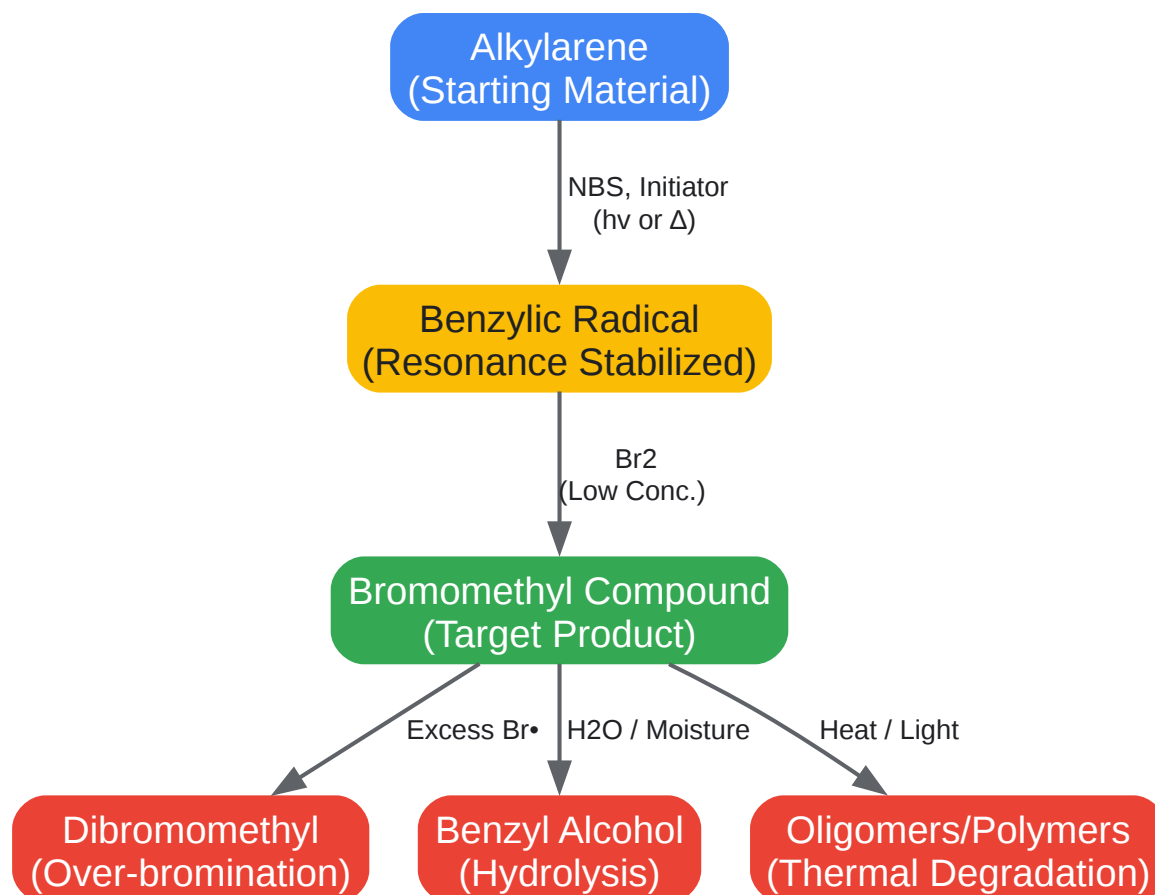 Alkylarene
(Starting Material)
NBS, Initiator
(hv or Δ)
Benzylic Radical
(Resonance Stabilized)
Br2
(Low Conc.)
Bromomethyl Compound
(Target Product)
Excess Br•
H2O / Moisture
Heat / Light
Dibromomethyl
(Over-bromination)
Benzyl Alcohol
(Hydrolysis)
Oligomers/Polymers
(Thermal Degradation)